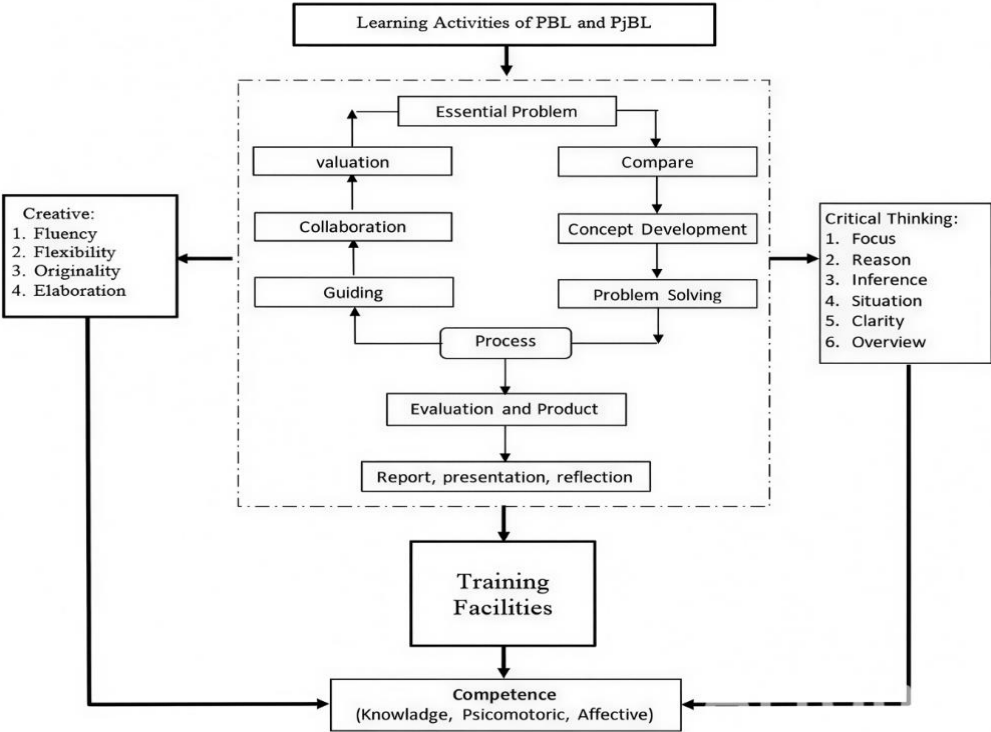 Learning Activities of PBL and PjBL
Essential Problem
valuation
Compare
Collaboration
Concept Development
Guiding
Problem Solving
Process
Evaluation and Product
Report, presentation, reflection
Creative:
1. Fluency
2. Flexibility
3. Originality
4. Elaboration
Critical Thinking:
1. Focus
2. Reason
3. Inference
4. Situation
5. Clarity
6. Overview
Training
Facilities
Competence
(Knowladge, Psicomotoric, Affective)